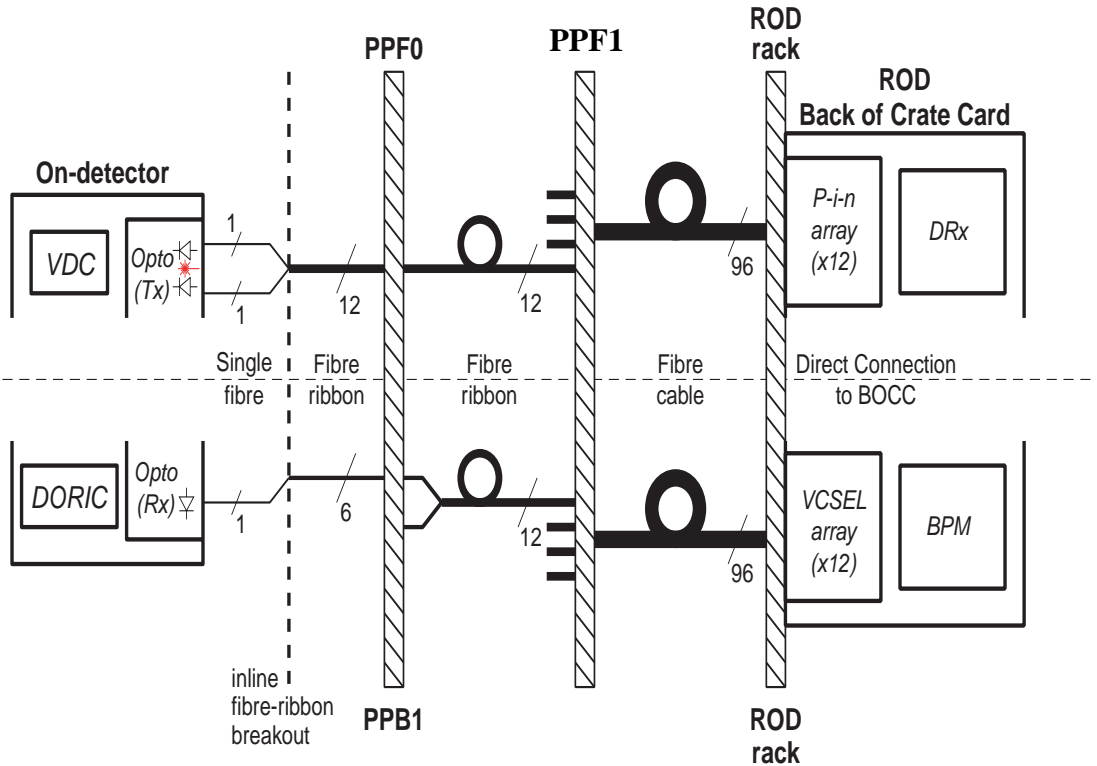 PPF0
PPF1
ROD
rack
ROD
Back of Crate Card
On-detector
VDC
Opto
(Tx)
1
1
12
12
96
P-i-n
array
(x12)
DRx
Single
fibre
Fibre
ribbon
Fibre
ribbon
Fibre
cable
Direct Connection
to BOCC
DORIC
Opto
(Rx)
1
6
12
96
VCSEL
array
(x12)
BPM
inline
fibre-ribbon
breakout
PPB1
ROD
rack